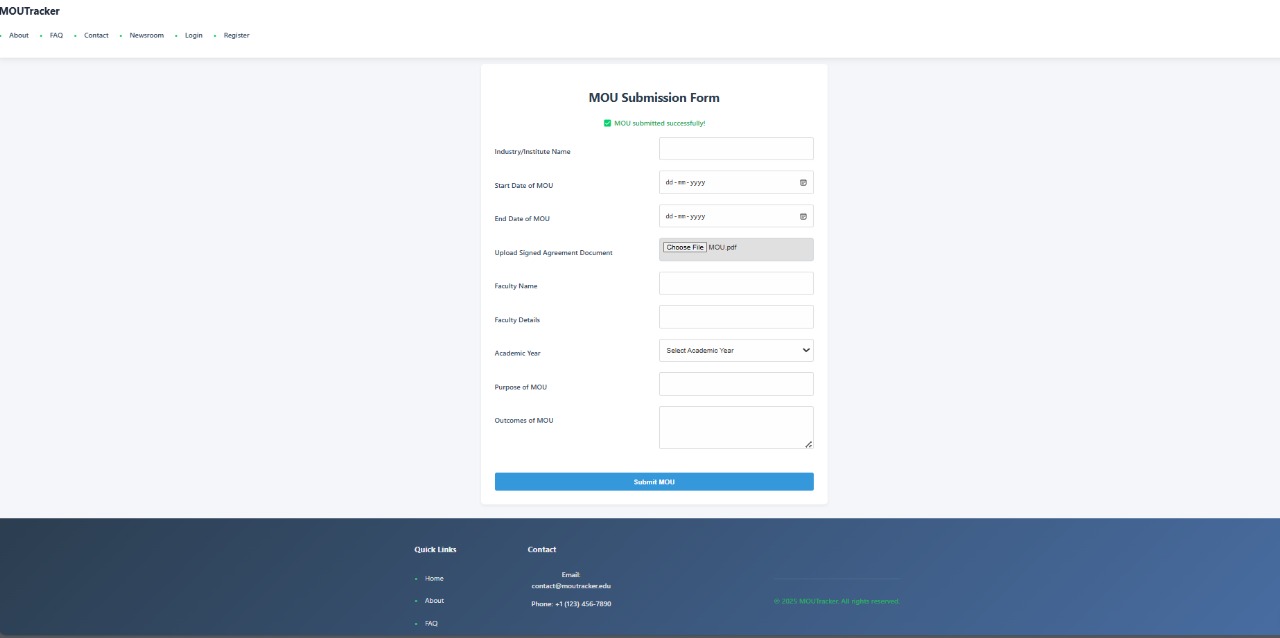 MOUTracker
About FAQ Contact Newsroom Login Register
MOU Submission Form
✅ MOU submitted successfully!
Industry/Institute Name
Start Date of MOU dd-mm-yyyy
End Date of MOU dd-mm-yyyy
Upload Signed Agreement Document Choose File MOU.pdf
Faculty Name
Faculty Details
Academic Year Select Academic Year
Purpose of MOU
Outcomes of MOU
Submit MOU
Quick Links
Home
About
FAQ
Contact
Email:
contact@moutracker.edu
Phone: +1 (123) 456-7890
© 2025 MOUTracker. All rights reserved.